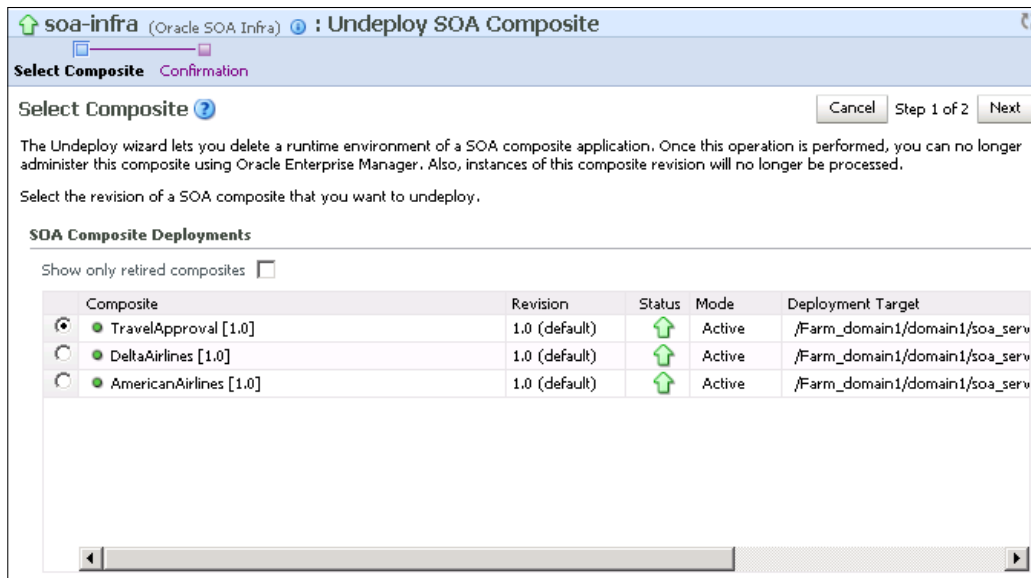 soa-infra (Oracle SOA Infra) : Undeploy SOA Composite
Select Composite Confirmation
Select Composite Cancel Step 1 of 2 Next
The Undeploy wizard lets you delete a runtime environment of a SOA composite application. Once this operation is performed, you can no longer
administer this composite using Oracle Enterprise Manager. Also, instances of this composite revision will no longer be processed.
Select the revision of a SOA composite that you want to undeploy.
SOA Composite Deployments
Show only retired composites
Composite Revision Status Mode Deployment Target
TravelApproval [1.0] 1.0 (default) Active /Farm_domain1/domain1/soa_serv
DeltaAirlines [1.0] 1.0 (default) Active /Farm_domain1/domain1/soa_serv
AmericanAirlines [1.0] 1.0 (default) Active /Farm_domain1/domain1/soa_serv